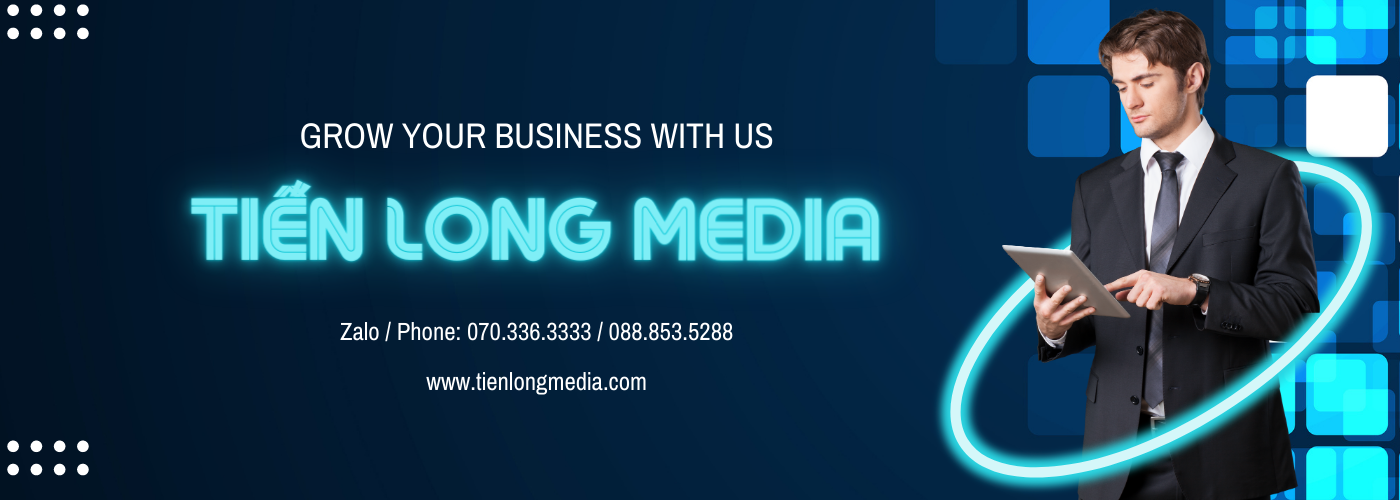 GROW YOUR BUSINESS WITH US
TIẾN LONG MEDIA
Zalo / Phone: 070.336.3333 / 088.853.5288
www.tienlongmedia.com